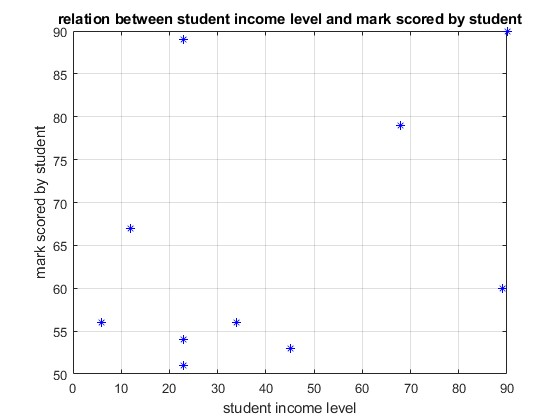 relation between student income level and mark scored by student
90
85
80
75
70
65
60
55
50
mark scored by student
0 10 20 30 40 50 60 70 80 90
student income level